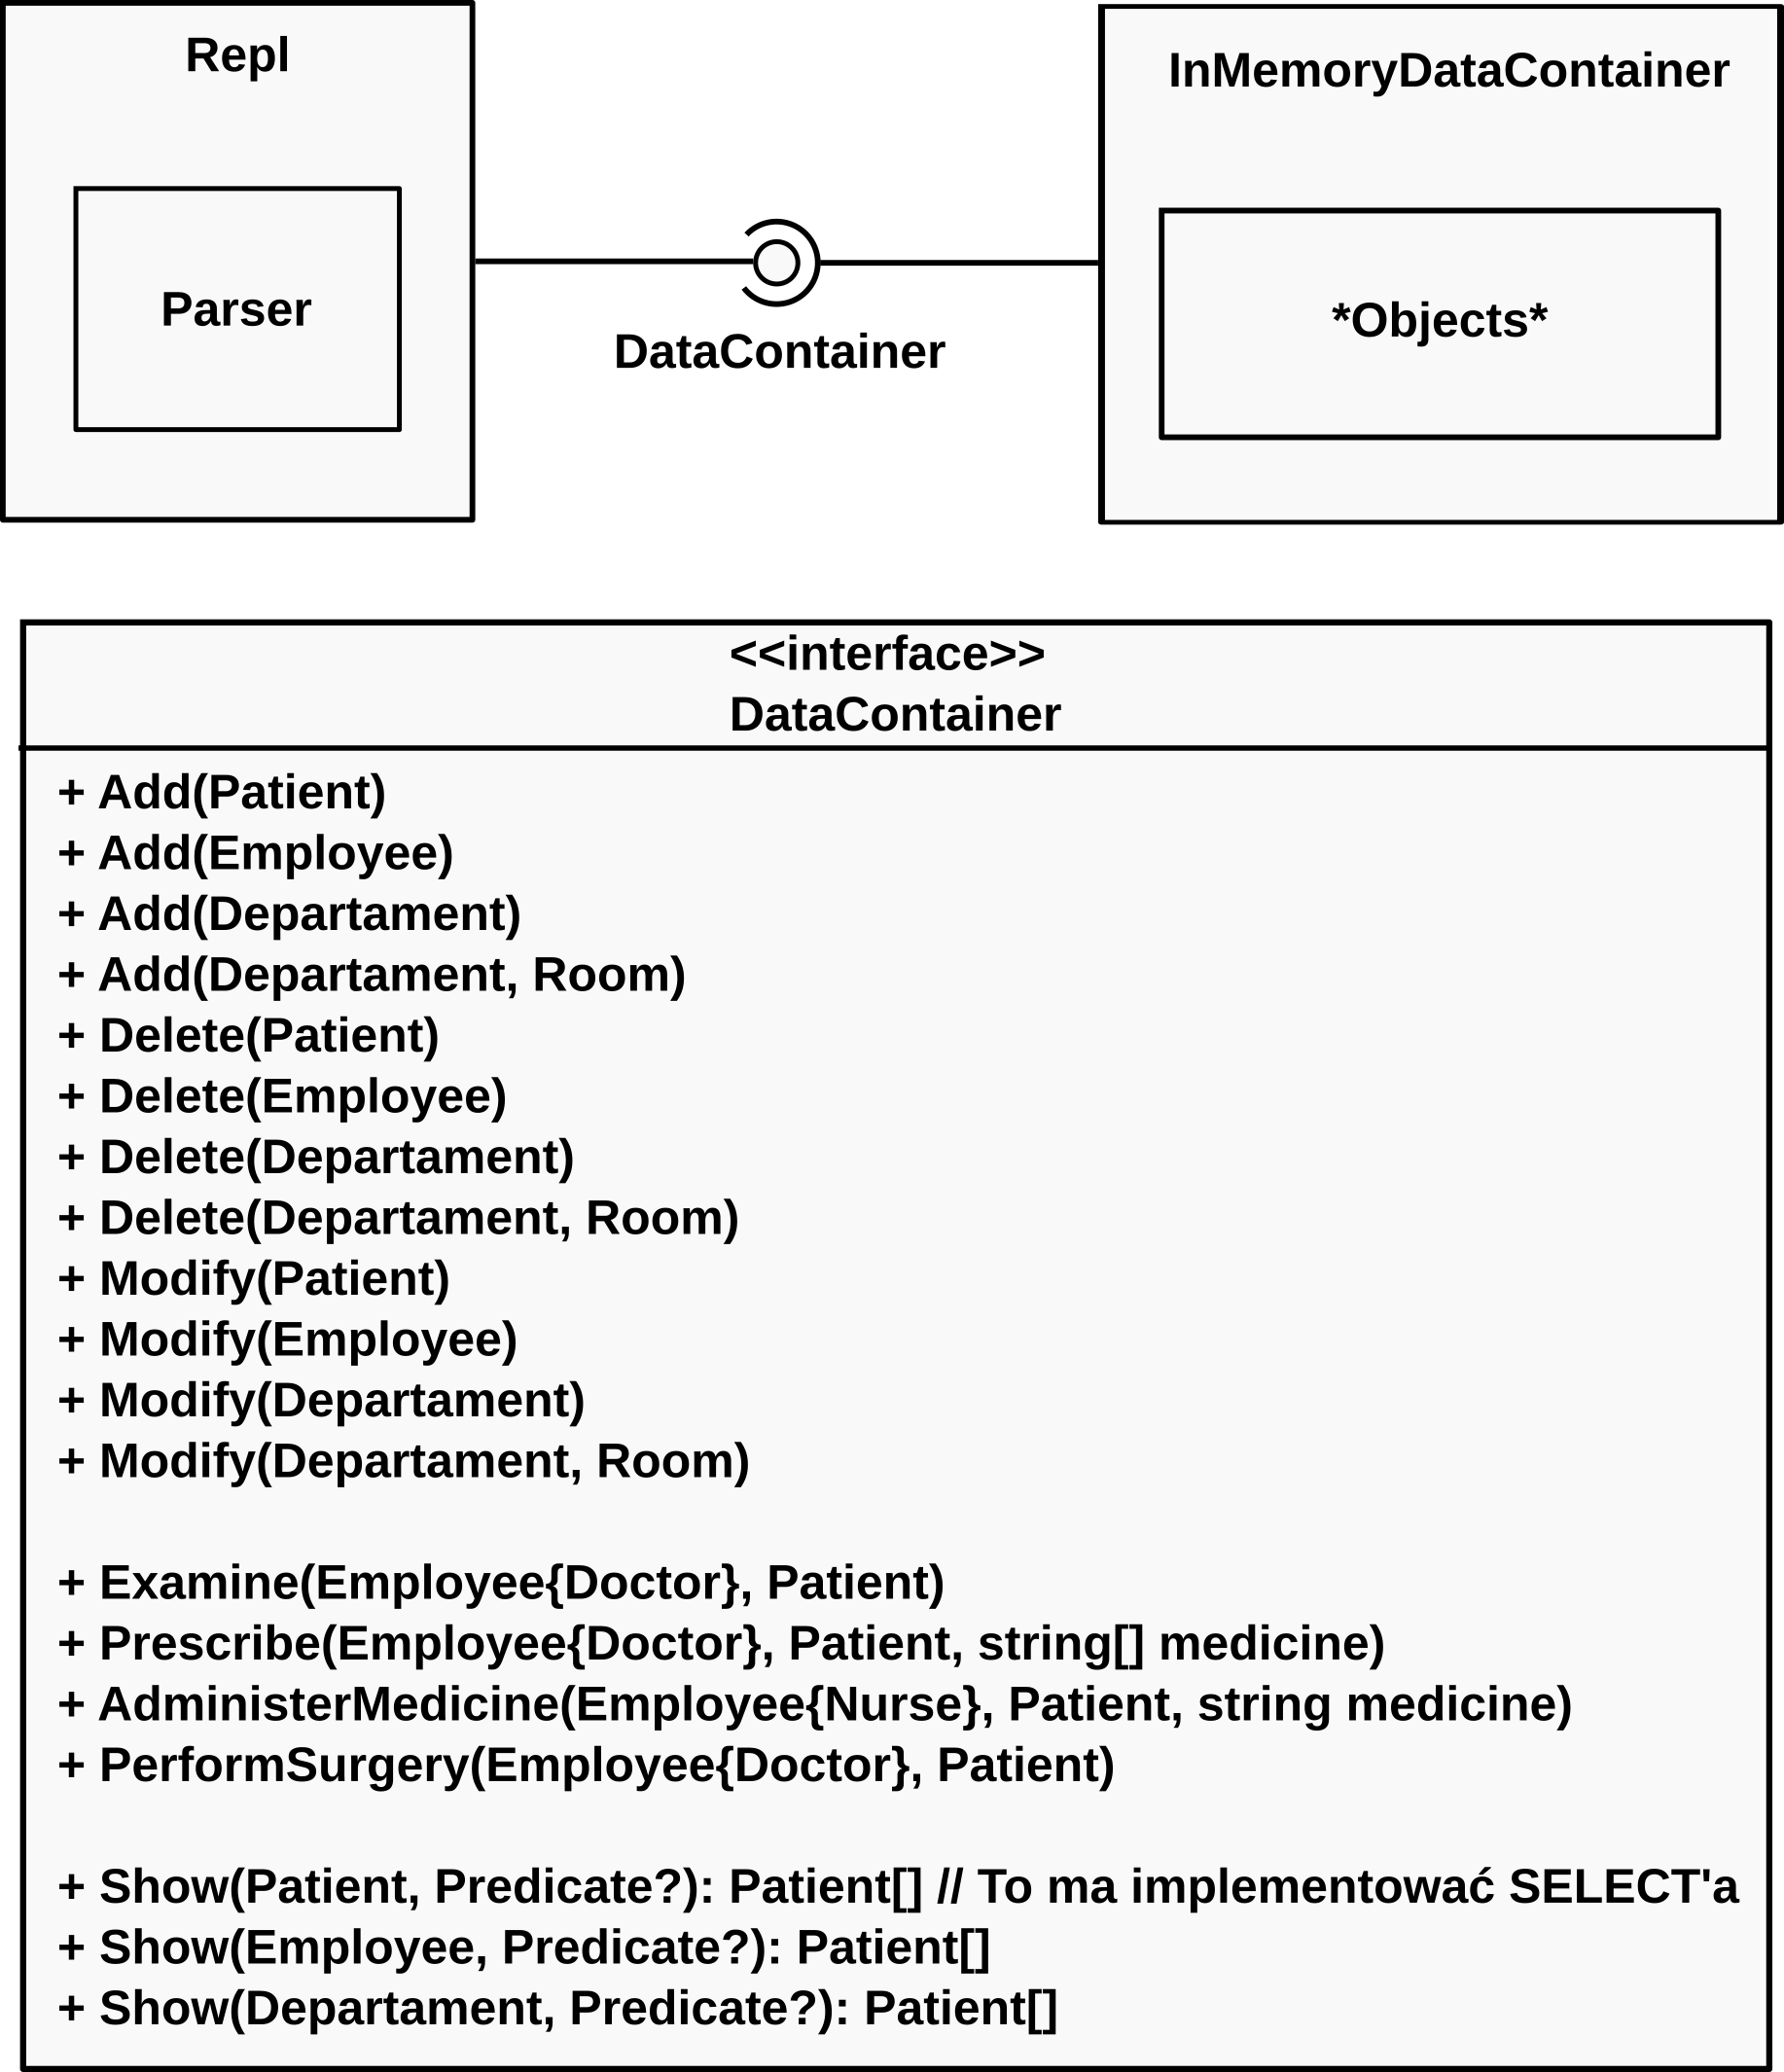 Repl
Parser
DataContainer
InMemoryDataContainer
*Objects*
<<interface>>
DataContainer
+ Add(Patient)
+ Add(Employee)
+ Add(Departament)
+ Add(Departament, Room)
+ Delete(Patient)
+ Delete(Employee)
+ Delete(Departament)
+ Delete(Departament, Room)
+ Modify(Patient)
+ Modify(Employee)
+ Modify(Departament)
+ Modify(Departament, Room)
+ Examine(Employee{Doctor}, Patient)
+ Prescribe(Employee{Doctor}, Patient, string[] medicine)
+ AdministerMedicine(Employee{Nurse}, Patient, string medicine)
+ PerformSurgery(Employee{Doctor}, Patient)
+ Show(Patient, Predicate?): Patient[] // To ma implementować SELECT'a
+ Show(Employee, Predicate?): Patient[]
+ Show(Departament, Predicate?): Patient[]